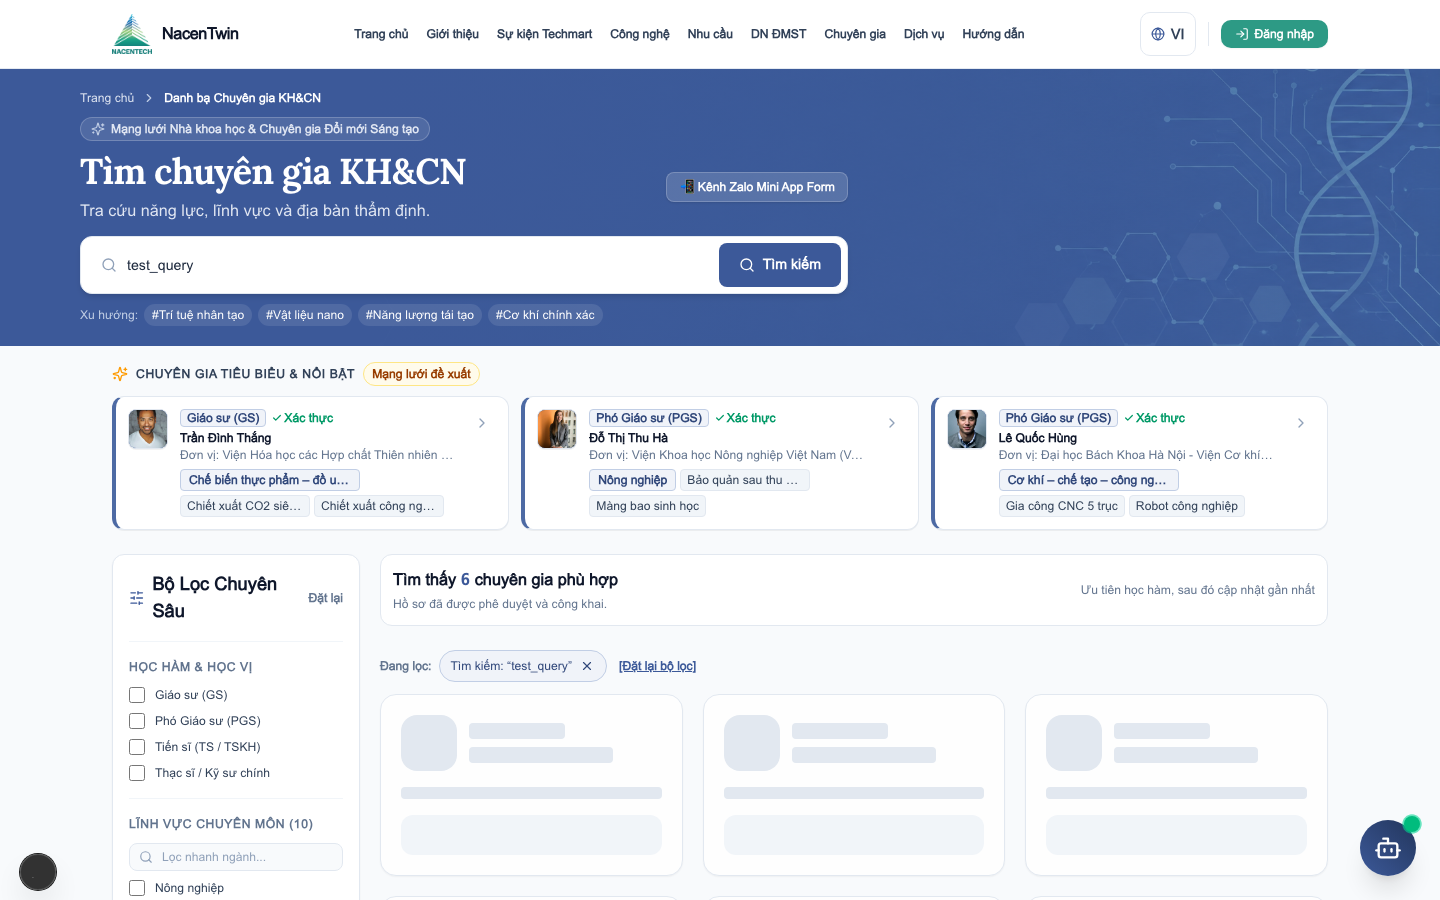 NACENTECH
NacenTwin
Trang chủ
Giới thiệu
Sự kiện Techmart
Công nghệ
Nhu cầu
DN ĐMST
Chuyên gia
Dịch vụ
Hướng dẫn
VI
Đăng nhập
Trang chủ
Danh bạ Chuyên gia KH&CN
Mạng lưới Nhà khoa học & Chuyên gia Đổi mới Sáng tạo
Tìm chuyên gia KH&CN
Kênh Zalo Mini App Form
Tra cứu năng lực, lĩnh vực và địa bàn thẩm định.
test_query
Tìm kiếm
Xu hướng:
#Trí tuệ nhân tạo
#Vật liệu nano
#Năng lượng tái tạo
#Cơ khí chính xác
CHUYÊN GIA TIÊU BIỂU & NỔI BẬT
Mạng lưới đề xuất
Giáo sư (GS)
Xác thực
Trần Đình Thắng
Đơn vị: Viện Hóa học các Hợp chất Thiên nhiên ...
Chế biến thực phẩm – đồ u...
Chiết xuất CO2 siê...
Chiết xuất công ng...
Phó Giáo sư (PGS)
Xác thực
Đỗ Thị Thu Hà
Đơn vị: Viện Khoa học Nông nghiệp Việt Nam (V...
Nông nghiệp
Bảo quản sau thu ...
Màng bao sinh học
Phó Giáo sư (PGS)
Xác thực
Lê Quốc Hùng
Đơn vị: Đại học Bách Khoa Hà Nội - Viện Cơ khí...
Cơ khí – chế tạo – công ng...
Gia công CNC 5 trục
Robot công nghiệp
Bộ Lọc Chuyên
Sâu
Đặt lại
HỌC HÀM & HỌC VỊ
Giáo sư (GS)
Phó Giáo sư (PGS)
Tiến sĩ (TS / TSKH)
Thạc sĩ / Kỹ sư chính
LĨNH VỰC CHUYÊN MÔN (10)
Lọc nhanh ngành...
Nông nghiệp
Tìm thấy 6 chuyên gia phù hợp
Hồ sơ đã được phê duyệt và công khai.
Ưu tiên học hàm, sau đó cập nhật gần nhất
Đang lọc:
Tìm kiếm: “test_query”
[Đặt lại bộ lọc]